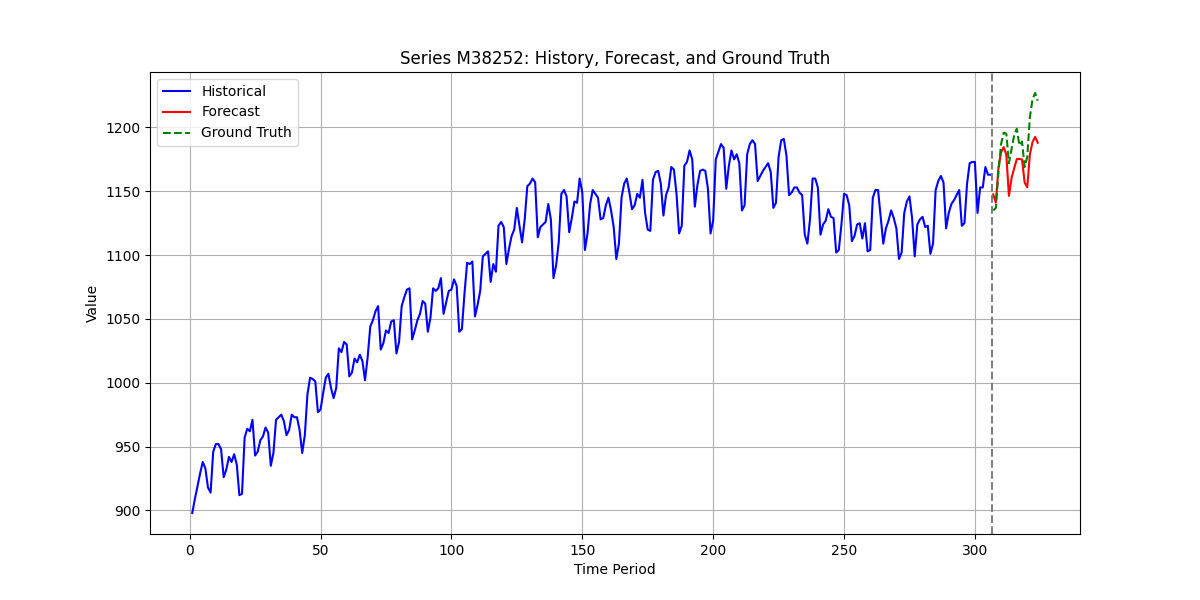 Series M38252: History, Forecast, and Ground Truth
Historical
Forecast
Ground Truth
1200
1150
1100
1050
1000
950
900
Value
0 50 100 150 200 250 300
Time Period